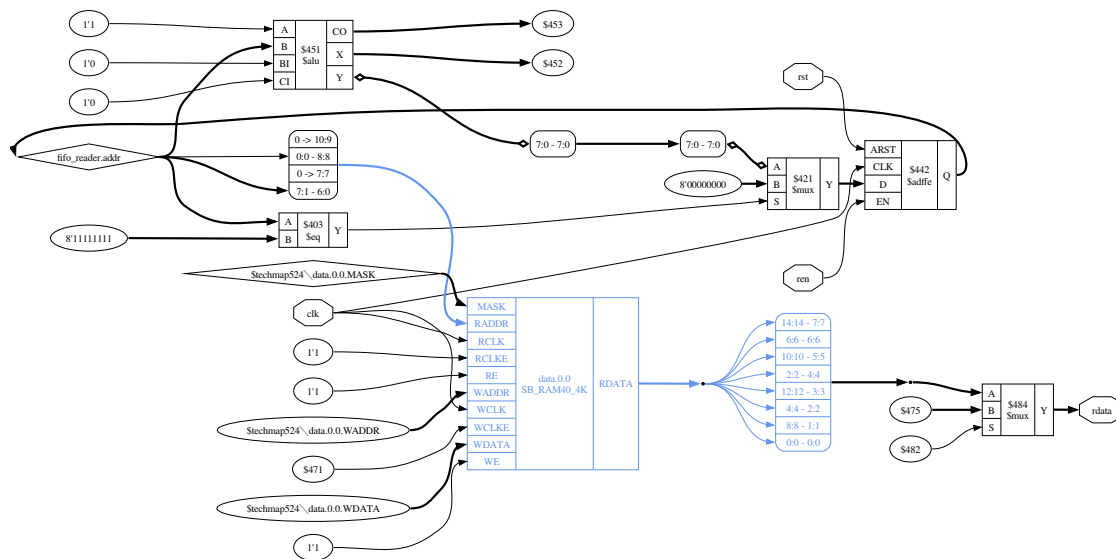 1'1
1'0
1'0
A
B
BI
CI
$451
$alu
CO
X
Y
$453
$452
fifo_reader.addr
0 -> 10:9
0:0 - 8:8
0 -> 7:7
7:1 - 6:0
7:0 - 7:0
7:0 - 7:0
8'00000000
A
B
S
$421
$mux
Y
rst
ARST
CLK
D
EN
$442
$adffe
Q
ren
8'11111111
A
B
$403
$eq
Y
$techmap524\data.0.0.MASK
clk
1'1
1'1
$techmap524\data.0.0.WADDR
$471
$techmap524\data.0.0.WDATA
1'1
MASK
RADDR
RCLK
RCLKE
RE
WADDR
WCLK
WCLKE
WDATA
WE
data.0.0
SB_RAM40_4K
RDATA
14:14 - 7:7
6:6 - 6:6
10:10 - 5:5
2:2 - 4:4
12:12 - 3:3
4:4 - 2:2
8:8 - 1:1
0:0 - 0:0
$475
$482
A
B
S
$484
$mux
Y
rdata